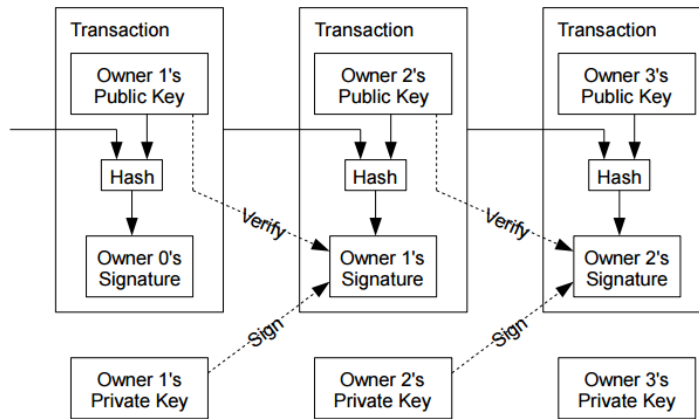 Transaction
Owner 1's
Public Key
Hash
Owner 0's
Signature
Transaction
Owner 2's
Public Key
Hash
Verify
Owner 1's
Signature
Transaction
Owner 3's
Public Key
Hash
Verify
Owner 2's
Signature
Sign
Sign
Owner 1's
Private Key
Owner 2's
Private Key
Owner 3's
Private Key